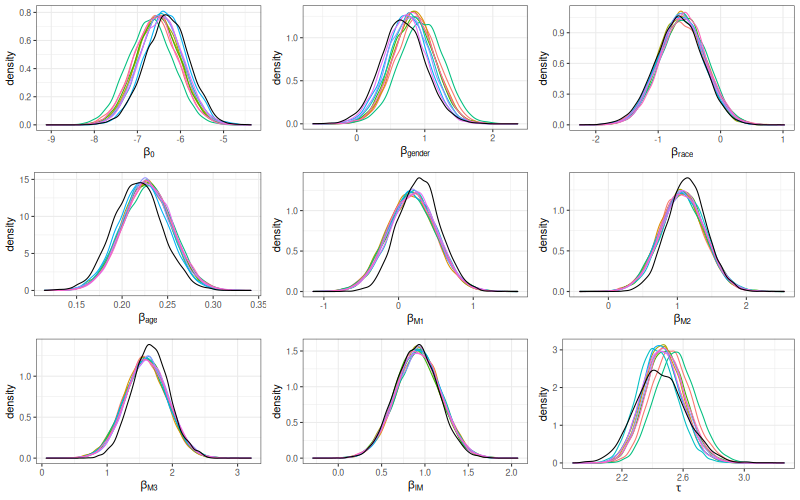 density
0.8
0.6
0.4
0.2
0.0
-9 -8 -7 -6 -5
β0
density
1.0
0.5
0.0
0 1 2
βgender
density
0.9
0.6
0.3
0.0
-2 -1 0 1
βrace
density
15
10
5
0
0.15 0.20 0.25 0.30 0.35
βage
density
1.0
0.5
0.0
-1 0 1
βM1
density
1.0
0.5
0.0
0 1 2
βM2
density
1.0
0.5
0.0
0 1 2 3
βM3
density
1.5
1.0
0.5
0.0
0.0 0.5 1.0 1.5 2.0
βIM
density
3
2
1
0
2.2 2.6 3.0
τ